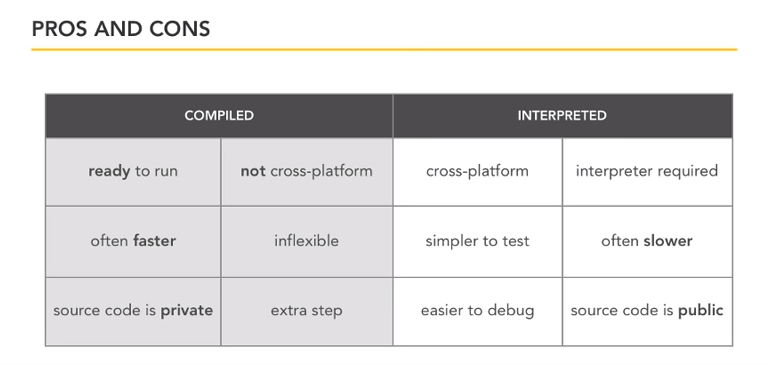 PROS AND CONS
COMPILED INTERPRETED
ready to run not cross-platform cross-platform interpreter required
often faster inflexible simpler to test often slower
source code is private extra step easier to debug source code is public